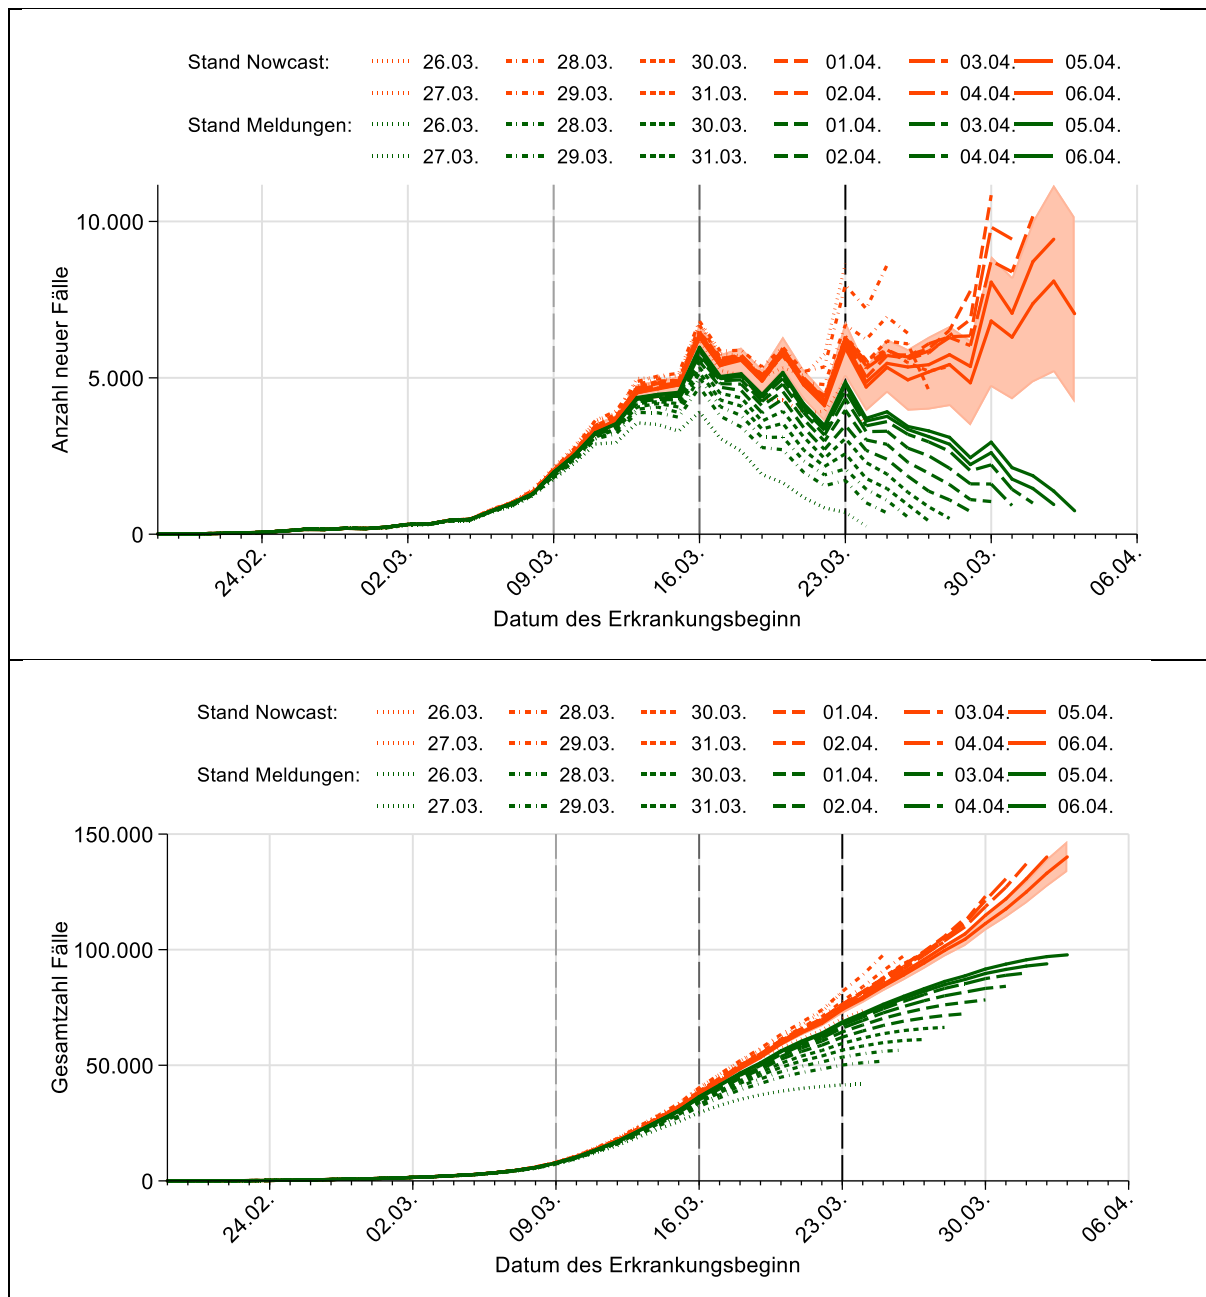 Stand Nowcast: 26.03. 28.03. 30.03. 01.04. 03.04. 05.04.
27.03. 29.03. 31.03. 02.04. 04.04. 06.04.
Stand Meldungen: 26.03. 28.03. 30.03. 01.04. 03.04. 05.04.
27.03. 29.03. 31.03. 02.04. 04.04. 06.04.
Anzahl neuer Fälle
10.000
5.000
0
24.02. 02.03. 09.03. 16.03. 23.03. 30.03. 06.04.
Datum des Erkrankungsbeginn
Stand Nowcast: 26.03. 28.03. 30.03. 01.04. 03.04. 05.04.
27.03. 29.03. 31.03. 02.04. 04.04. 06.04.
Stand Meldungen: 26.03. 28.03. 30.03. 01.04. 03.04. 05.04.
27.03. 29.03. 31.03. 02.04. 04.04. 06.04.
Gesamtzahl Fälle
150.000
100.000
50.000
0
24.02. 02.03. 09.03. 16.03. 23.03. 30.03. 06.04.
Datum des Erkrankungsbeginn